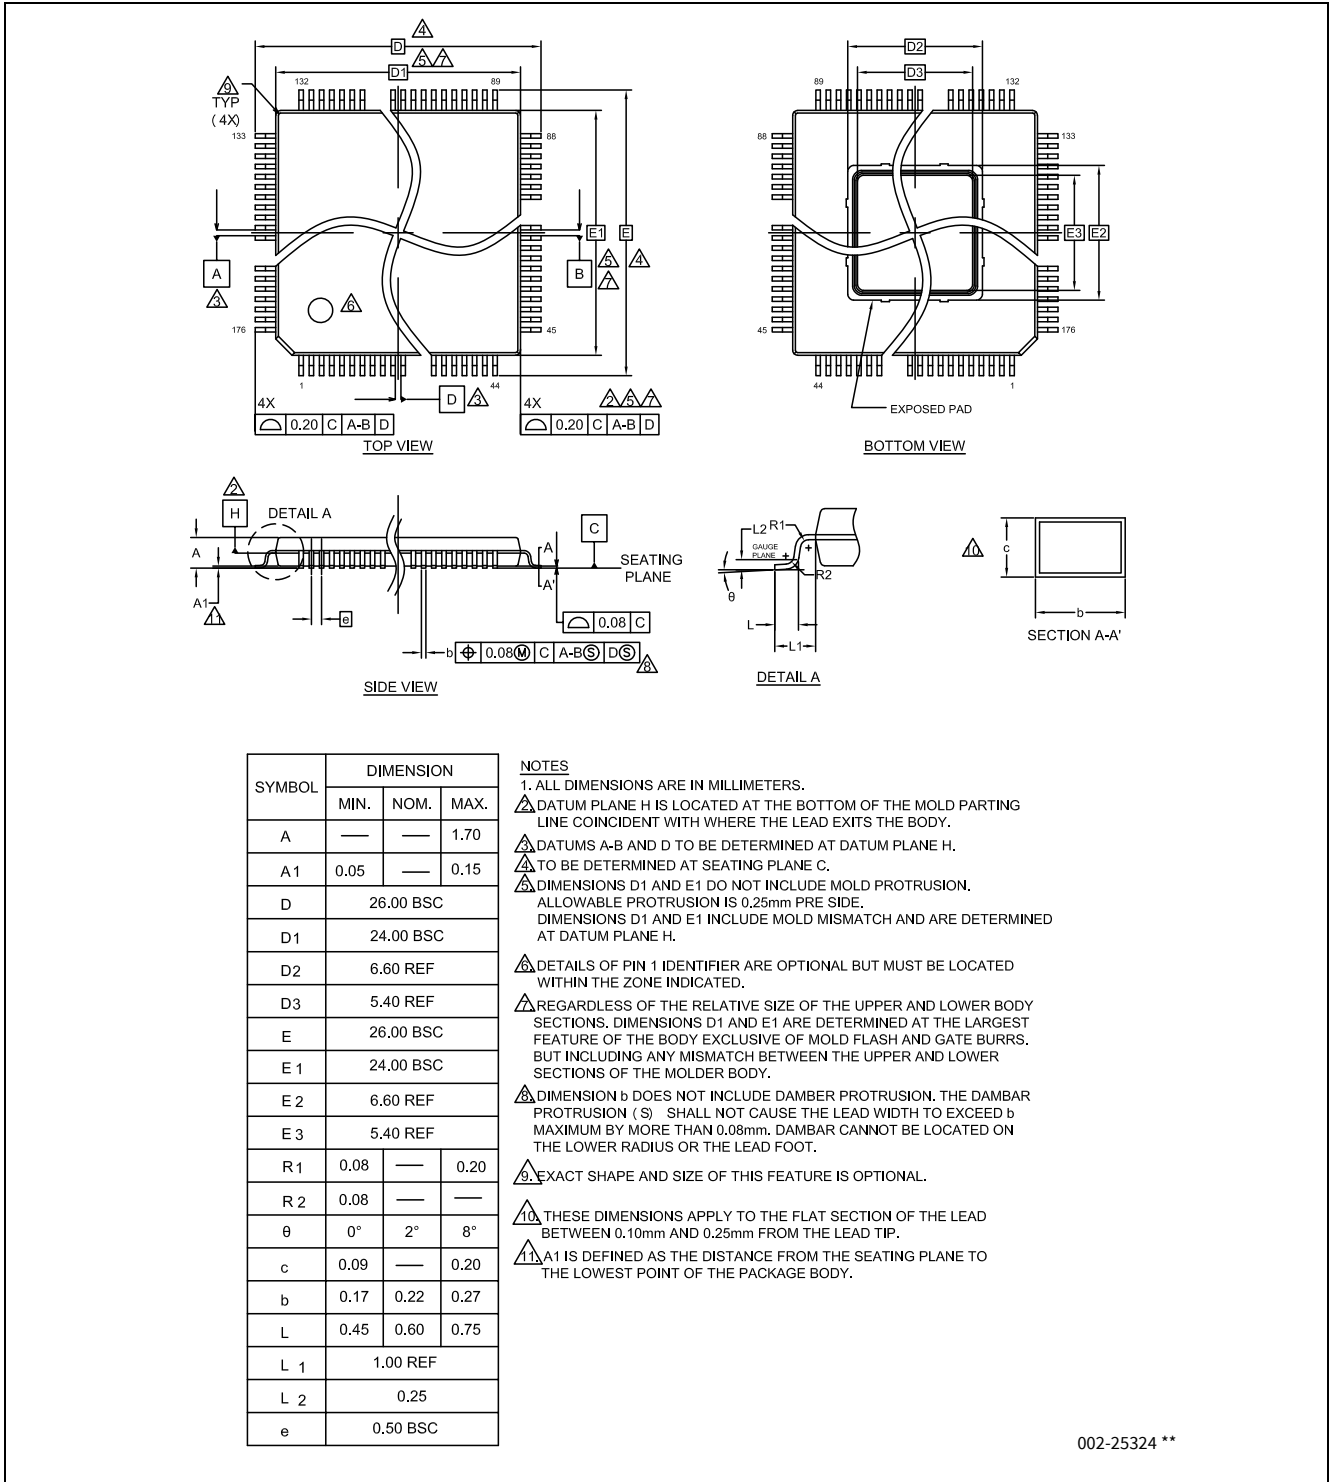 4
D
5 7
D1
132
89
9
TYP
( 4X)
133
88
E1
E
A
3
B
5
4
7
6
176
45
1
44
D
3
4X
0.20 C A-B D
4X
2 5 7
0.20 C A-B D
TOP VIEW
D2
D3
89
132
88
133
E3
E2
45
176
44
1
EXPOSED PAD
BOTTOM VIEW
2
H
DETAIL A
A
A1
11
e
A
A'
C
SEATING
PLANE
0.08 C
b
0.08 M C A-B S D S
8
SIDE VIEW
L2
R1
GAUGE
PLANE
R2
θ
L
L1
DETAIL A
10
c
b
SECTION A-A'
SYMBOL DIMENSION
MIN. NOM. MAX.
A — — 1.70
A1 0.05 — 0.15
D 26.00 BSC
D1 24.00 BSC
D2 6.60 REF
D3 5.40 REF
E 26.00 BSC
E1 24.00 BSC
E 2 6.60 REF
E 3 5.40 REF
R1 0.08 — 0.20
R 2 0.08 — —
θ 0° 2° 8°
c 0.09 — 0.20
b 0.17 0.22 0.27
L 0.45 0.60 0.75
L 1 1.00 REF
L 2 0.25
e 0.50 BSC
NOTES
1. ALL DIMENSIONS ARE IN MILLIMETERS.
2. DATUM PLANE H IS LOCATED AT THE BOTTOM OF THE MOLD PARTING
LINE COINCIDENT WITH WHERE THE LEAD EXITS THE BODY.
3. DATUMS A-B AND D TO BE DETERMINED AT DATUM PLANE H.
4. TO BE DETERMINED AT SEATING PLANE C.
5. DIMENSIONS D1 AND E1 DO NOT INCLUDE MOLD PROTRUSION.
ALLOWABLE PROTRUSION IS 0.25mm PRE SIDE.
DIMENSIONS D1 AND E1 INCLUDE MOLD MISMATCH AND ARE DETERMINED
AT DATUM PLANE H.
6. DETAILS OF PIN 1 IDENTIFIER ARE OPTIONAL BUT MUST BE LOCATED
WITHIN THE ZONE INDICATED.
7. REGARDLESS OF THE RELATIVE SIZE OF THE UPPER AND LOWER BODY
SECTIONS. DIMENSIONS D1 AND E1 ARE DETERMINED AT THE LARGEST
FEATURE OF THE BODY EXCLUSIVE OF MOLD FLASH AND GATE BURRS.
BUT INCLUDING ANY MISMATCH BETWEEN THE UPPER AND LOWER
SECTIONS OF THE MOLDER BODY.
8. DIMENSION b DOES NOT INCLUDE DAMBER PROTRUSION. THE DAMBAR
PROTRUSION ( S) SHALL NOT CAUSE THE LEAD WIDTH TO EXCEED b
MAXIMUM BY MORE THAN 0.08mm. DAMBAR CANNOT BE LOCATED ON
THE LOWER RADIUS OR THE LEAD FOOT.
9. EXACT SHAPE AND SIZE OF THIS FEATURE IS OPTIONAL.
10. THESE DIMENSIONS APPLY TO THE FLAT SECTION OF THE LEAD
BETWEEN 0.10mm AND 0.25mm FROM THE LEAD TIP.
11. A1 IS DEFINED AS THE DISTANCE FROM THE SEATING PLANE TO
THE LOWEST POINT OF THE PACKAGE BODY.
002-25324 **